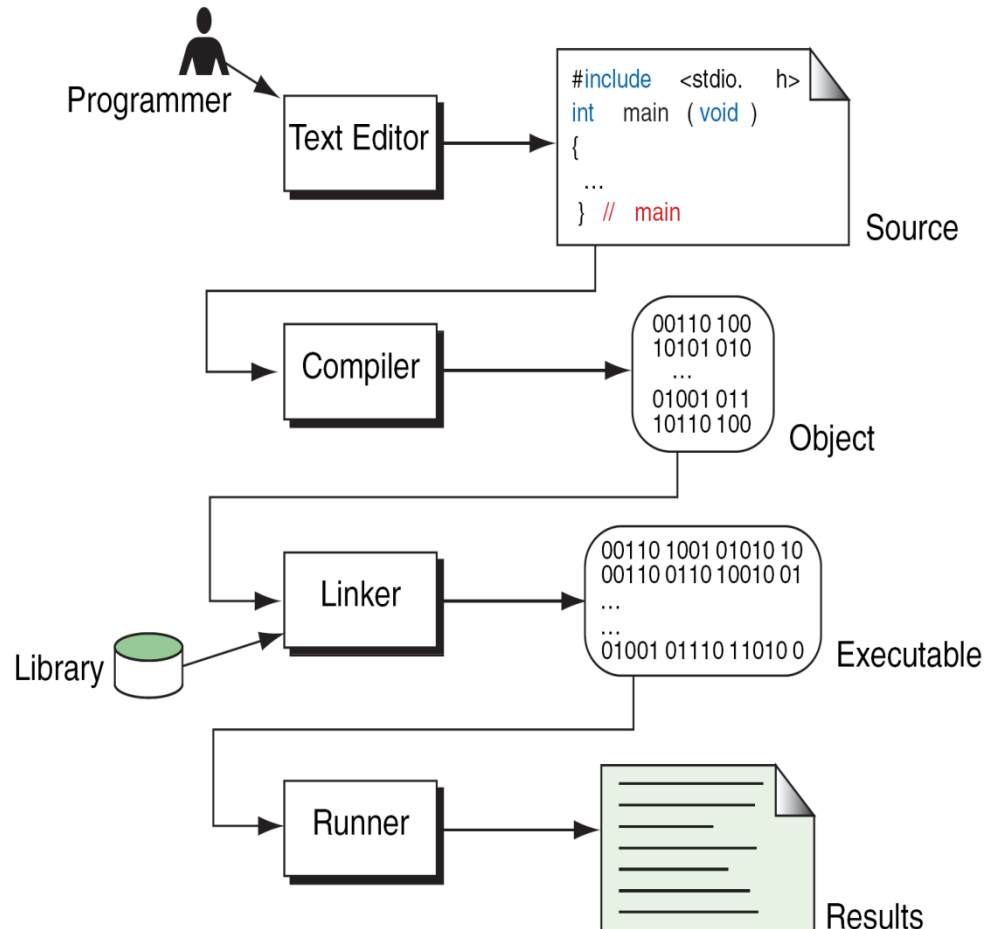 Programmer
Text Editor
#include <stdio. h>
int main ( void )
{
...
} // main
Source
Compiler
00110 100
10101 010
...
01001 011
10110 100
Object
Linker
Library
00110 1001 01010 10
00110 0110 10010 01
...
...
01001 01110 11010 0
Executable
Runner
Results